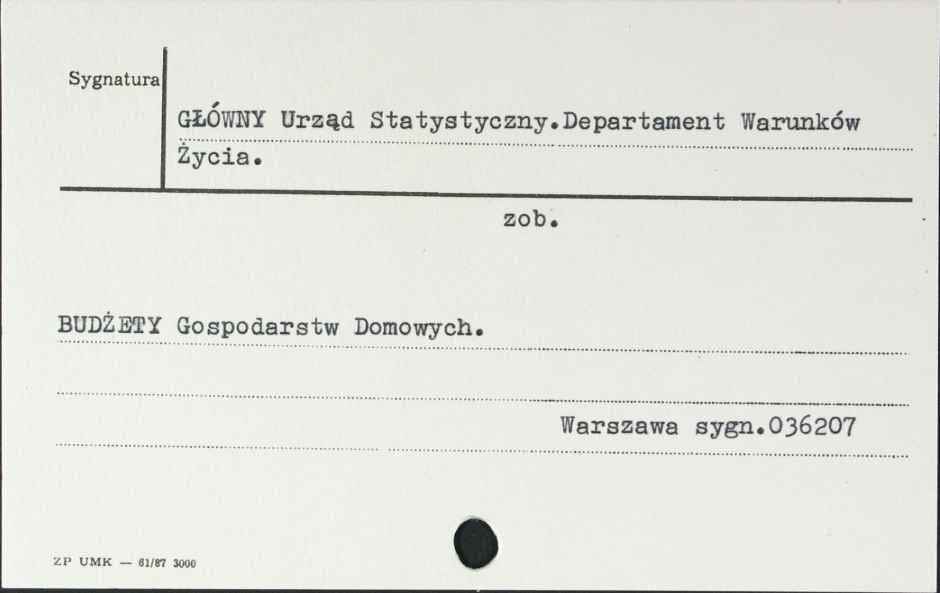 Sygnatura
GŁÓWNY Urząd Statystyczny.Departament Warunków
Życia.
zob.
BUDŻETY Gospodarstw Domowych.
Warszawa sygn.036207
ZP UMK — 61/87 3000